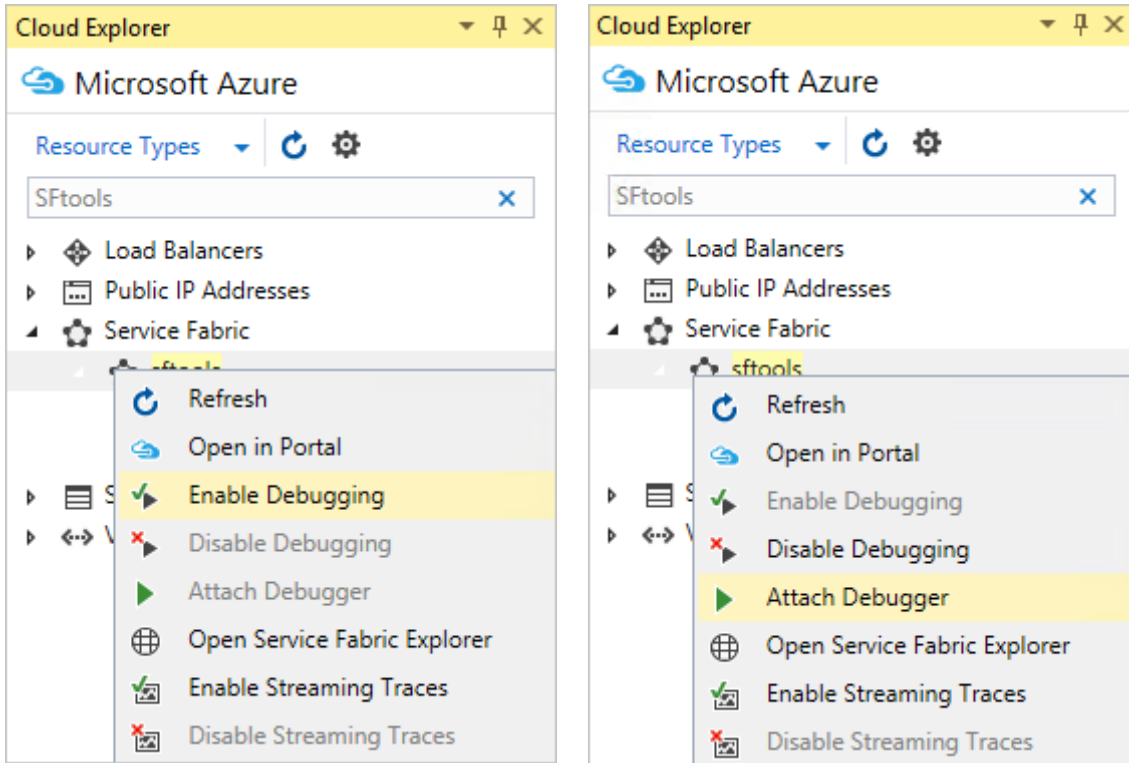 Cloud Explorer
Microsoft Azure
Resource Types
SFtools
Load Balancers
Public IP Addresses
Service Fabric
sftools
Refresh
Open in Portal
S
Enable Debugging
V
Disable Debugging
Attach Debugger
Open Service Fabric Explorer
Enable Streaming Traces
Disable Streaming Traces
Cloud Explorer
Microsoft Azure
Resource Types
SFtools
Load Balancers
Public IP Addresses
Service Fabric
sftools
Refresh
Open in Portal
S
Enable Debugging
Disable Debugging
Attach Debugger
Open Service Fabric Explorer
Enable Streaming Traces
Disable Streaming Traces